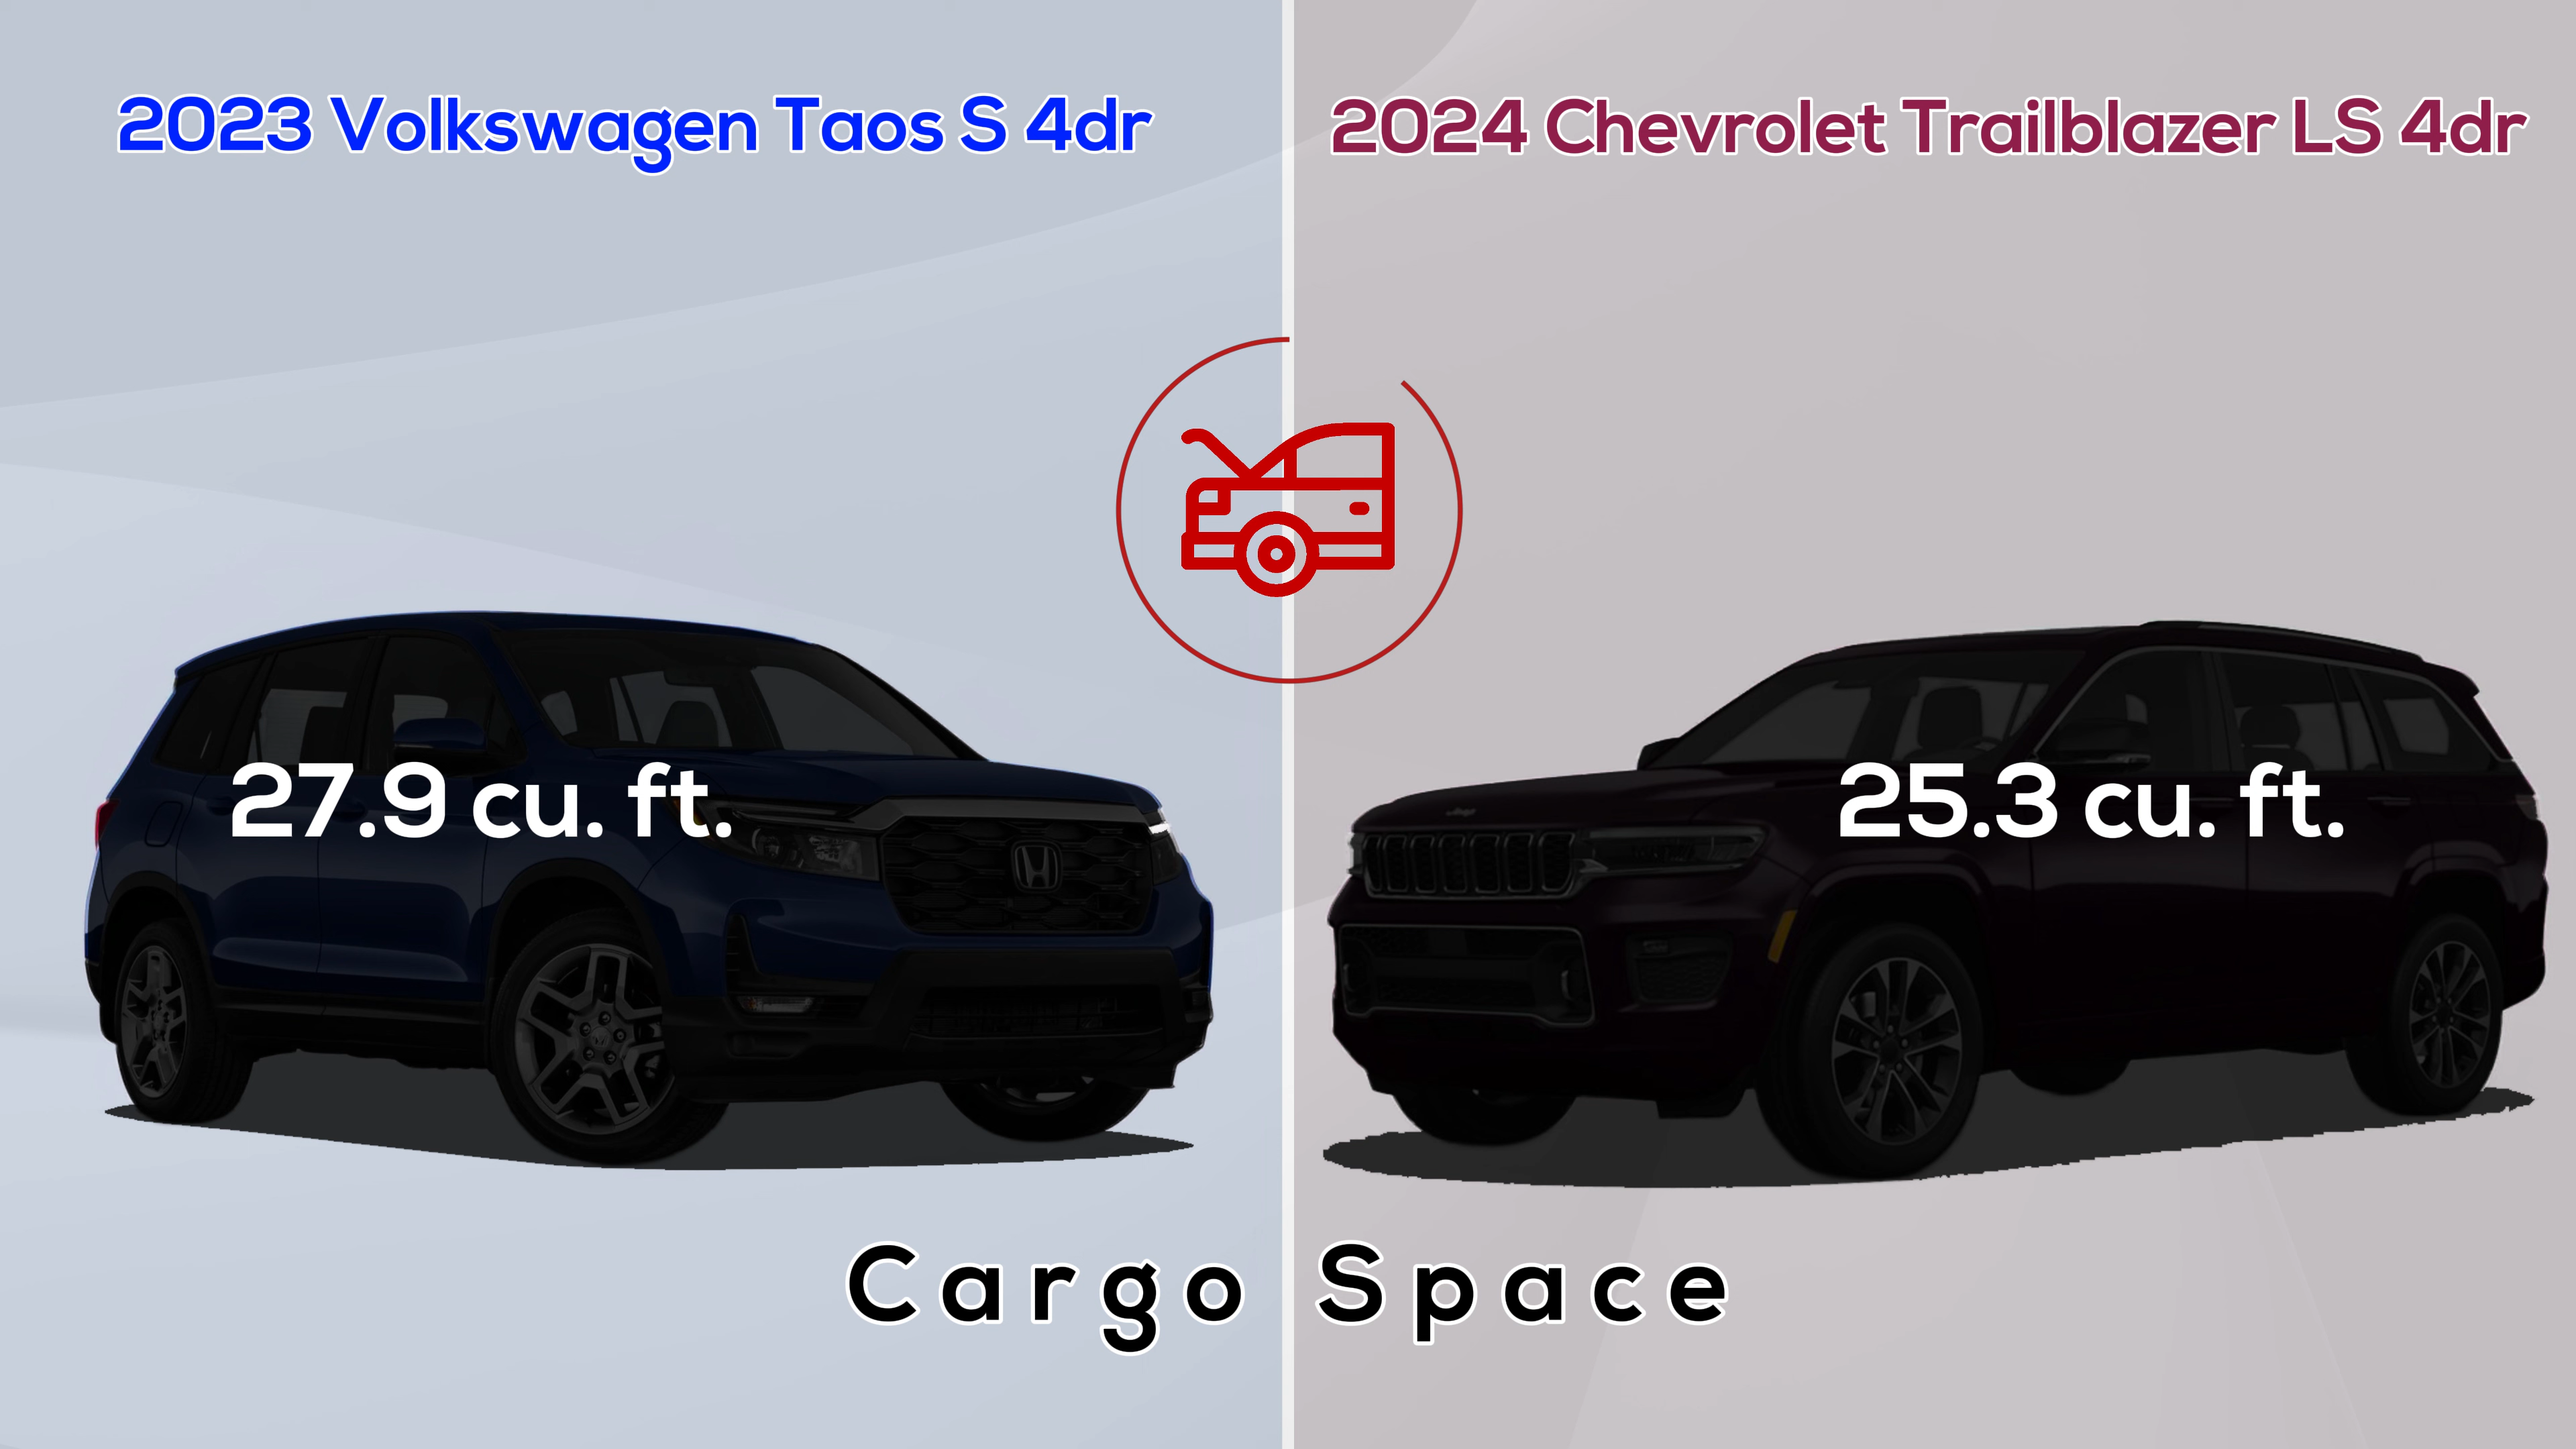 2023 Volkswagen Taos S 4dr
2024 Chevrolet Trailblazer LS 4dr
27.9 cu. ft.
25.3 cu. ft.
Cargo Space